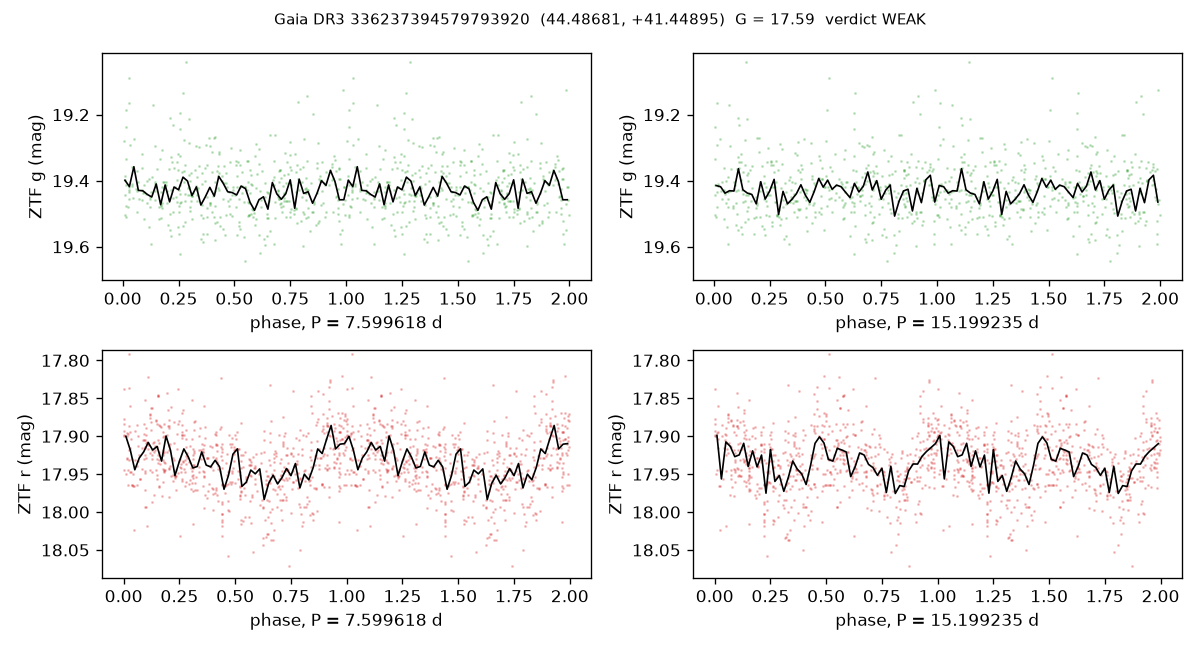 Gaia DR3 336237394579793920  (44.48681, +41.44895)  G = 17.59  verdict WEAK
ZTF g (mag)
19.2
19.4
19.6
0.00 0.25 0.50 0.75 1.00 1.25 1.50 1.75 2.00
phase, P = 7.599618 d
ZTF g (mag)
19.2
19.4
19.6
0.00 0.25 0.50 0.75 1.00 1.25 1.50 1.75 2.00
phase, P = 15.199235 d
ZTF r (mag)
17.80
17.85
17.90
17.95
18.00
18.05
0.00 0.25 0.50 0.75 1.00 1.25 1.50 1.75 2.00
phase, P = 7.599618 d
ZTF r (mag)
17.80
17.85
17.90
17.95
18.00
18.05
0.00 0.25 0.50 0.75 1.00 1.25 1.50 1.75 2.00
phase, P = 15.199235 d